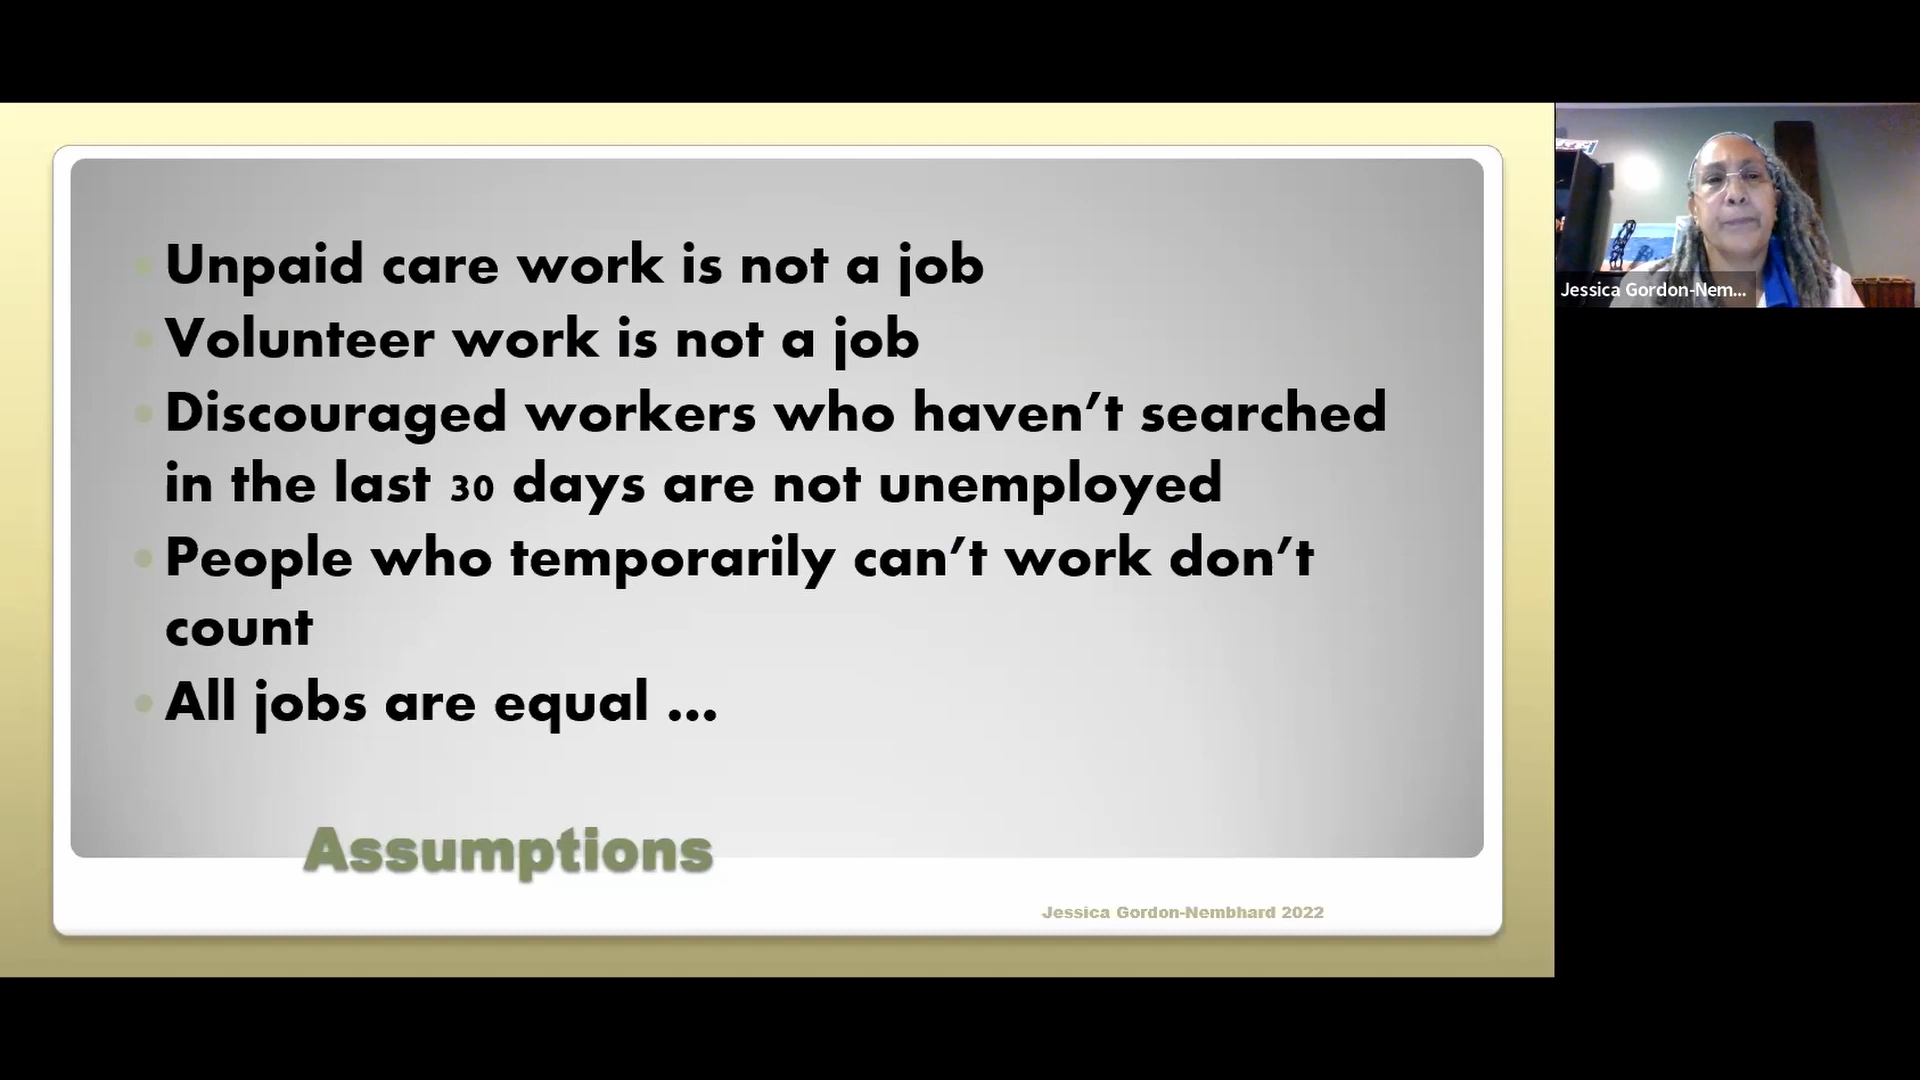 Unpaid care work is not a job
Volunteer work is not a job
Discouraged workers who haven’t searched
in the last 30 days are not unemployed
People who temporarily can’t work don’t
count
All jobs are equal …
Assumptions
Jessica Gordon-Nembhard 2022
Jessica Gordon-Nem...